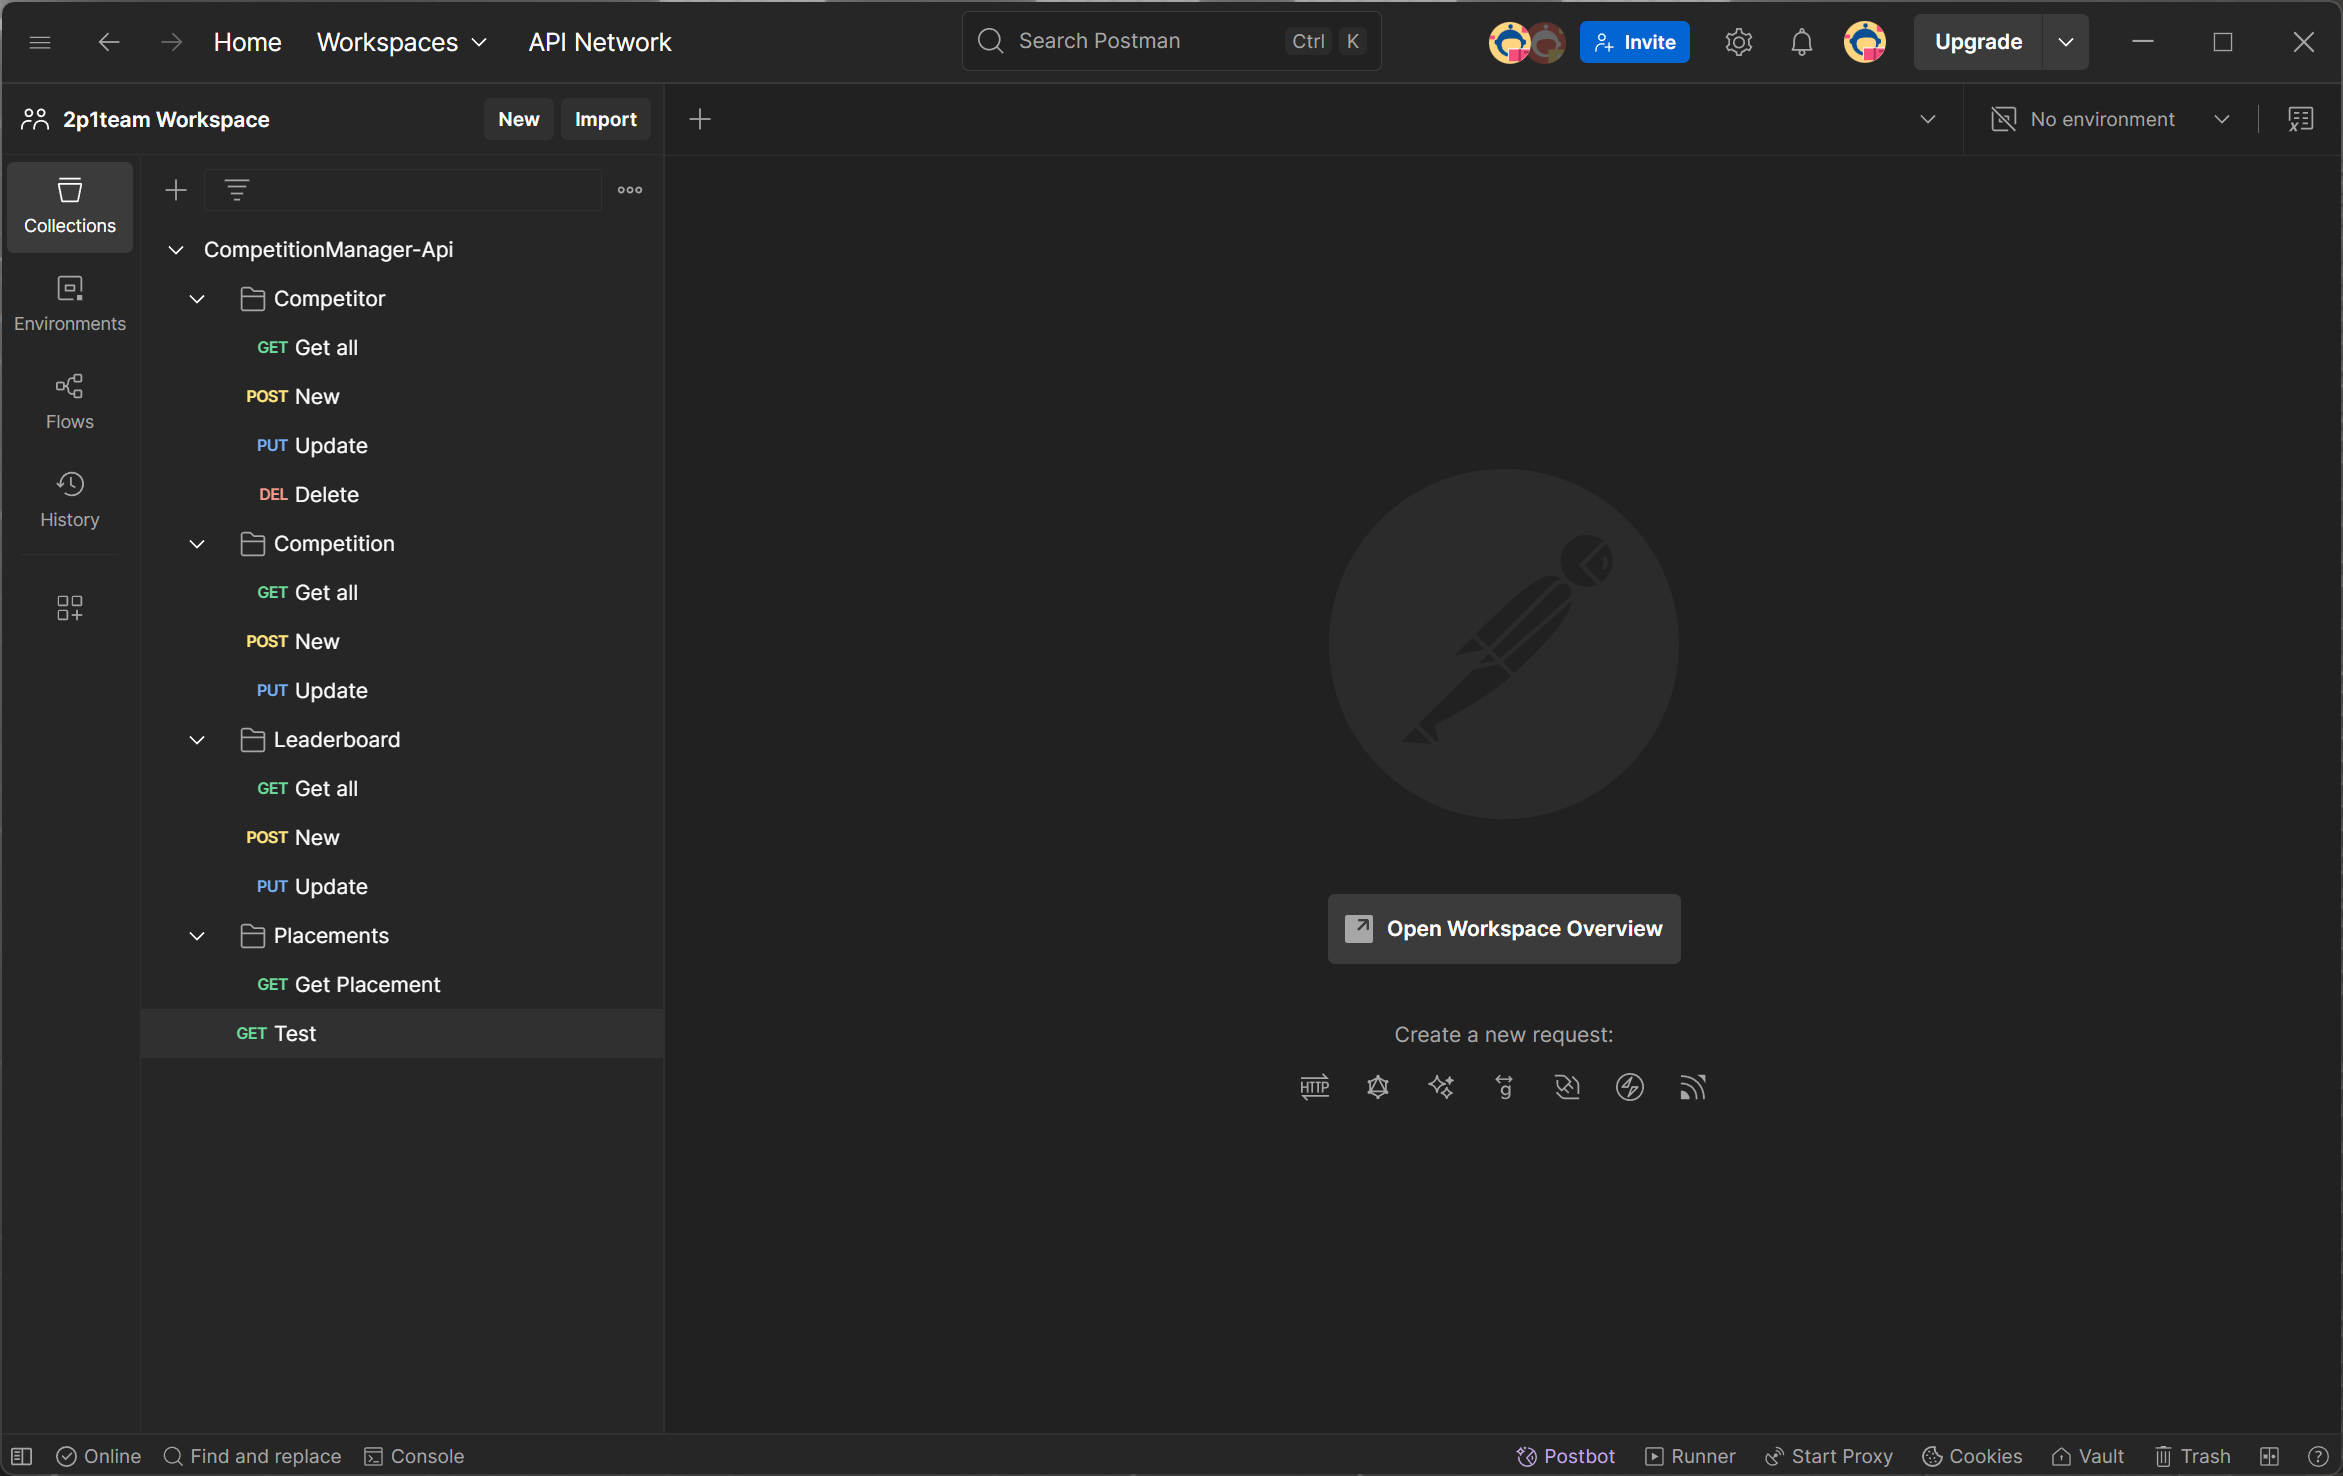 Home Workspaces API Network Search Postman Ctrl K Invite Upgrade
2p1team Workspace New Import No environment
Collections
Environments
Flows
History
CompetitionManager-Api
Competitor
GET Get all
POST New
PUT Update
DEL Delete
Competition
GET Get all
POST New
PUT Update
Leaderboard
GET Get all
POST New
PUT Update
Placements
GET Get Placement
GET Test
Open Workspace Overview
Create a new request:
HTTP g
Online Find and replace Console Postbot Runner Start Proxy Cookies Vault Trash